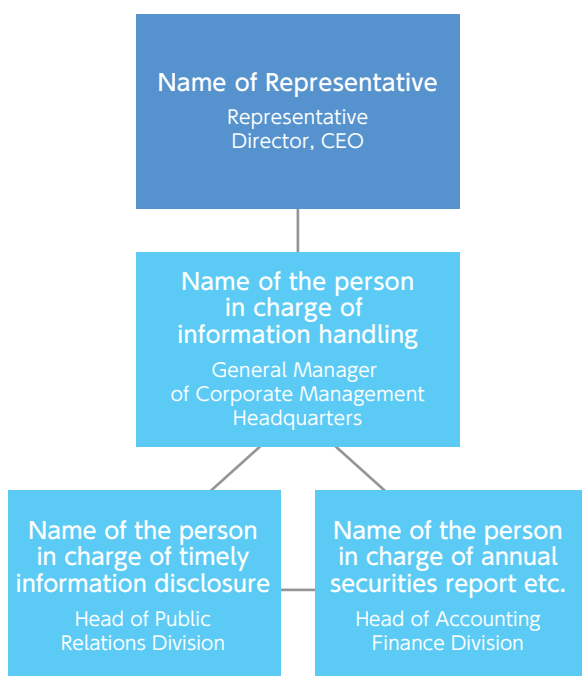 Name of Representative
Representative
Director, CEO
Name of the person
in charge of
information handling
General Manager
of Corporate Management
Headquarters
Name of the person
in charge of timely
information disclosure
Head of Public
Relations Division
Name of the person
in charge of annual
securities report etc.
Head of Accounting
Finance Division